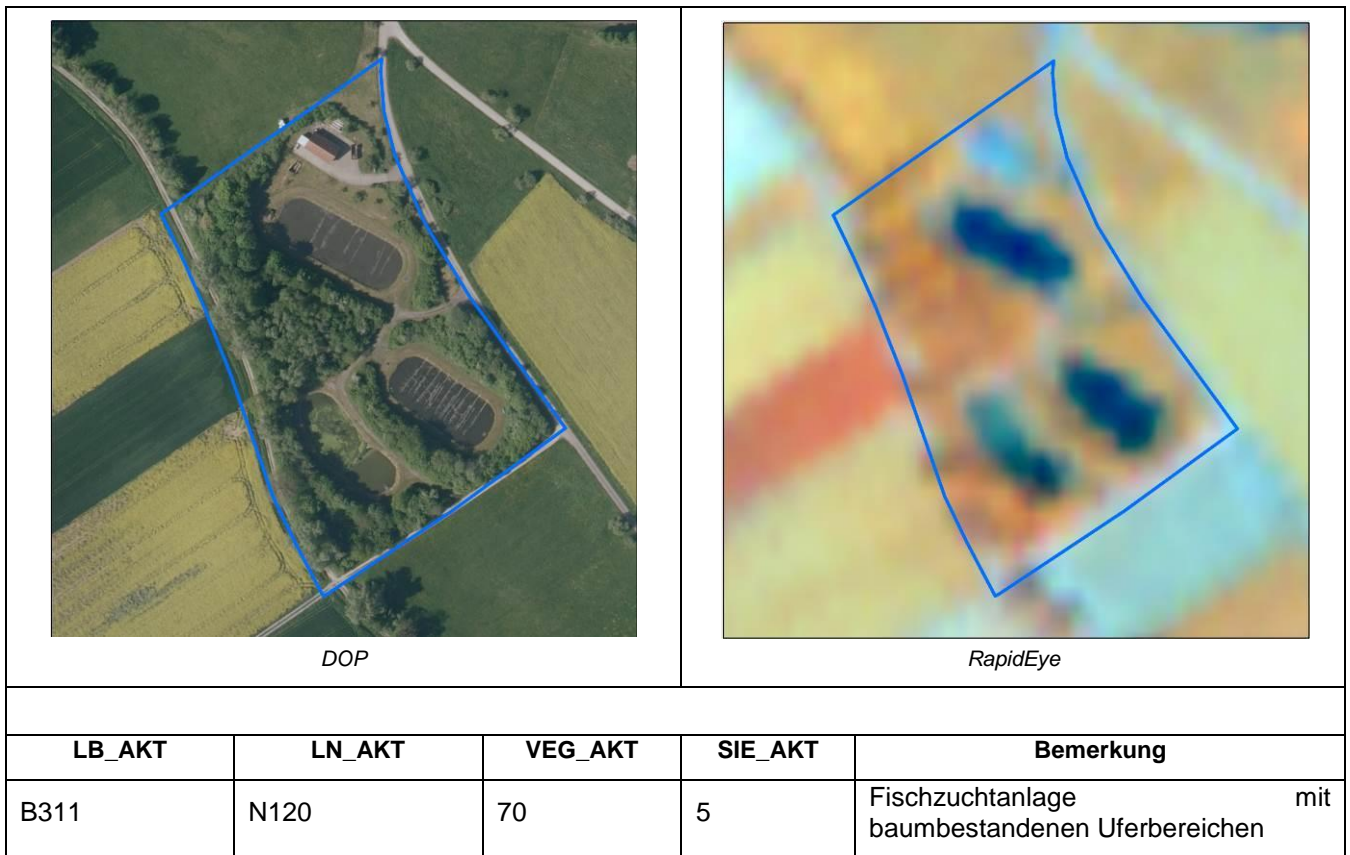 DOP
RapidEye
LB_AKT LN_AKT VEG_AKT SIE_AKT Bemerkung
B311 N120 70 5 Fischzuchtanlage mit
baumbestandenen Uferbereichen